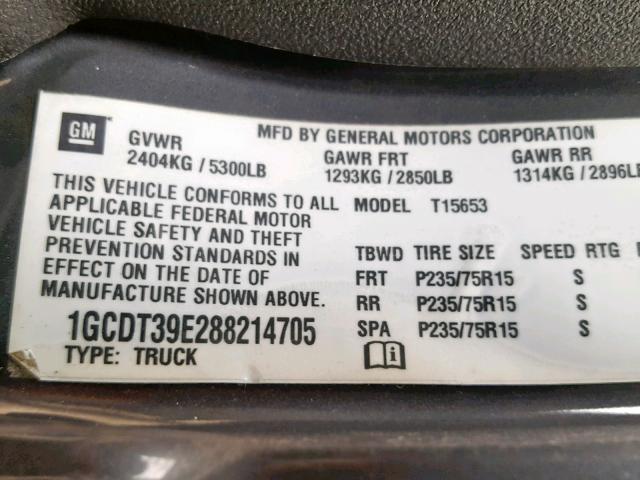 GM
MFD BY GENERAL MOTORS CORPORATION
GVWR
2404KG / 5300LB
GAWR FRT
1293KG / 2850LB
GAWR RR
1314KG / 2896LB
THIS VEHICLE CONFORMS TO ALL
APPLICABLE FEDERAL MOTOR
VEHICLE SAFETY AND THEFT
PREVENTION STANDARDS IN
EFFECT ON THE DATE OF
MANUFACTURE SHOWN ABOVE.
1GCDT39E288214705
TYPE: TRUCK
MODEL T15653
TBWD TIRE SIZE SPEED RTG
FRT P235/75R15 S
RR P235/75R15 S
SPA P235/75R15 S